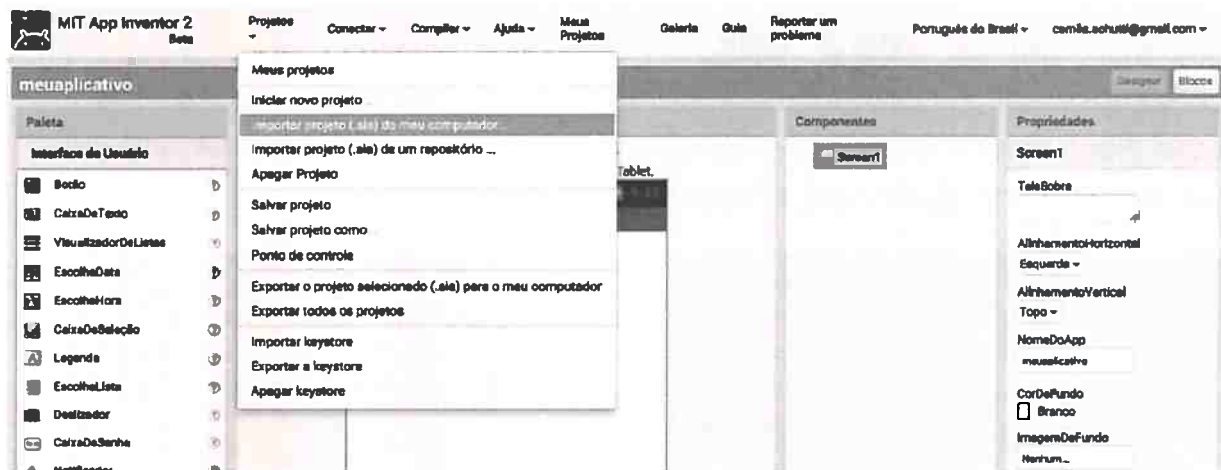 MIT App Inventor 2
Beta
Projetos
Conectar
Compilar
Ajuda
Meus
Projetos
Galeria
Guia
Reportar um
problema
Português do Brasil
meuaplicativo
Designer
Blocos
Paleta
Interface de Usuário
Botão
CaixaDeTexto
VisualizadorDeListas
EscolheData
EscolheHora
CaixaDeSeleção
Legenda
EscolheLista
Deslizador
CaixaDeSenha
Notificador
Meus projetos
Iniciar novo projeto
Importar projeto (.aia) do meu computador...
Importar projeto (.aia) de um repositório ...
Apagar Projeto
Salvar projeto
Salvar projeto como
Ponto de controle
Exportar o projeto selecionado (.aia) para o meu computador
Exportar todos os projetos
Importar keystore
Exportar a keystore
Apagar keystore
Tablet.
Componentes
Screen1
Propriedades
Screen1
TelaSobre
AlinhamentoHorizontal
Esquerda
AlinhamentoVertical
Topo
NomeDoApp
meuaplicativo
CorDeFundo
Branco
ImagemDeFundo
Nenhum...